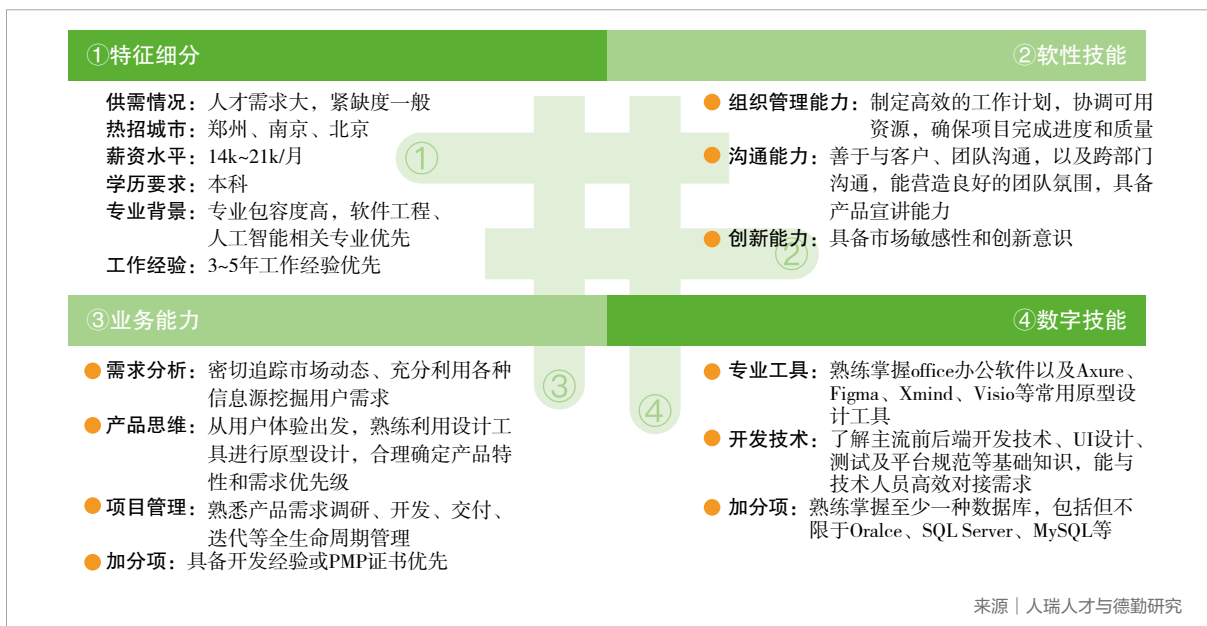 ①特征细分
供需情况：人才需求大，紧缺度一般
热招城市：郑州、南京、北京
薪资水平：14k~21k/月
学历要求：本科
专业背景：专业包容度高，软件工程、
人工智能相关专业优先
工作经验：3~5年工作经验优先
①
②软性技能
组织管理能力：制定高效的工作计划，协调可用
资源，确保项目完成进度和质量
沟通能力：善于与客户、团队沟通，以及跨部门
沟通，能营造良好的团队氛围，具备
产品宣讲能力
创新能力：具备市场敏感性和创新意识
②
③业务能力
需求分析：密切追踪市场动态、充分利用各种
信息源挖掘用户需求
产品思维：从用户体验出发，熟练利用设计工
具进行原型设计，合理确定产品特
性和需求优先级
项目管理：熟悉产品需求调研、开发、交付、
迭代等全生命周期管理
加分项：具备开发经验或PMP证书优先
③
④数字技能
专业工具：熟练掌握office办公软件以及Axure、
Figma、Xmind、Visio等常用原型设
计工具
开发技术：了解主流前后端开发技术、UI设计、
测试及平台规范等基础知识，能与
技术人员高效对接需求
加分项：熟练掌握至少一种数据库，包括但不
限于Oralce、SQL Server、MySQL等
④
来源｜人瑞人才与德勤研究